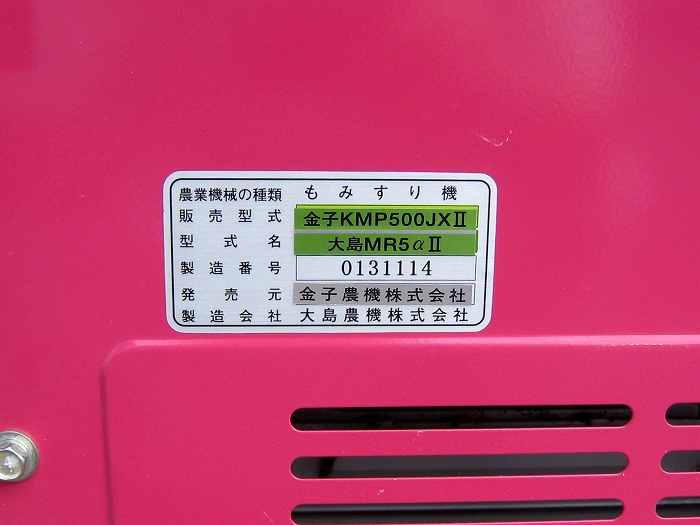 農業機械の種類 もみすり機
販売型式 金子KMP500JXⅡ
型式名 大島MR5αⅡ
製造番号 0131114
発売元 金子農機株式会社
製造会社 大島農機株式会社